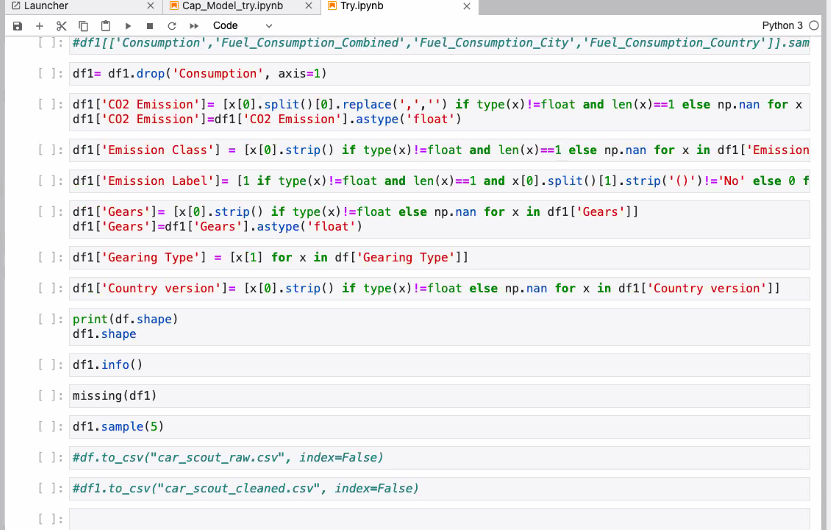 Launcher
Cap_Model_try.ipynb
Try.ipynb
Code
Python 3
[ ]: #df1[['Consumption','Fuel_Consumption_Combined','Fuel_Consumption_City','Fuel_Consumption_Country']].sam
[ ]: df1= df1.drop('Consumption', axis=1)
[ ]: df1['CO2 Emission']= [x[0].split()[0].replace(',','') if type(x)!=float and len(x)==1 else np.nan for x
df1['CO2 Emission']=df1['CO2 Emission'].astype('float')
[ ]: df1['Emission Class'] = [x[0].strip() if type(x)!=float and len(x)==1 else np.nan for x in df1['Emission
[ ]: df1['Emission Label']= [1 if type(x)!=float and len(x)==1 and x[0].split()[1].strip('()')!='No' else 0 f
[ ]: df1['Gears']= [x[0].strip() if type(x)!=float else np.nan for x in df1['Gears']]
df1['Gears']=df1['Gears'].astype('float')
[ ]: df1['Gearing Type'] = [x[1] for x in df['Gearing Type']]
[ ]: df1['Country version']= [x[0].strip() if type(x)!=float else np.nan for x in df1['Country version']]
[ ]: print(df.shape)
df1.shape
[ ]: df1.info()
[ ]: missing(df1)
[ ]: df1.sample(5)
[ ]: #df.to_csv("car_scout_raw.csv", index=False)
[ ]: #df1.to_csv("car_scout_cleaned.csv", index=False)
[ ]: